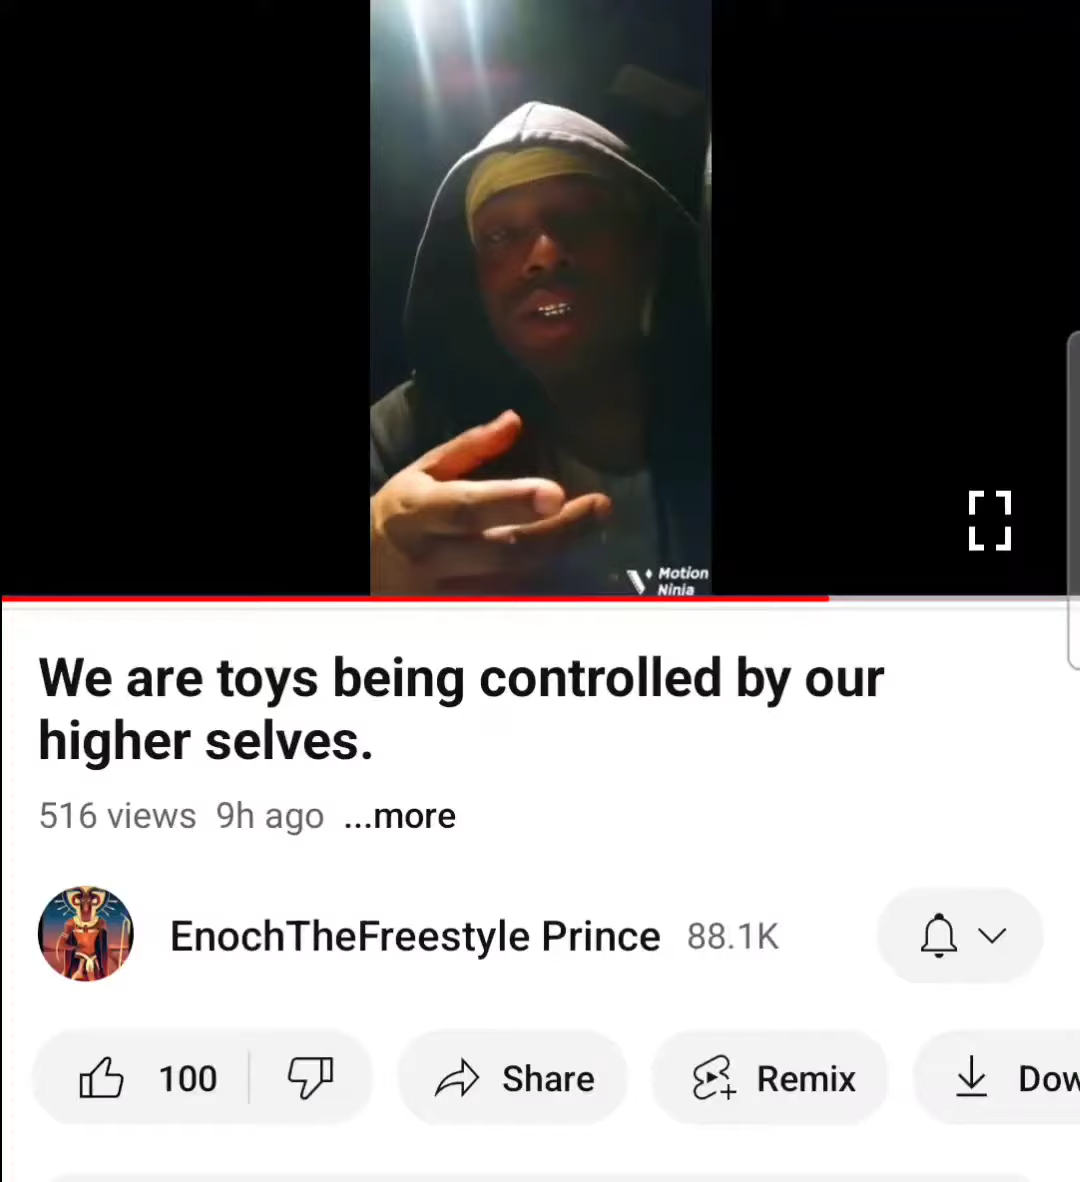 Motion
Ninja
We are toys being controlled by our
higher selves.
516 views 9h ago ...more
EnochTheFreestyle Prince 88.1K
100
Share
Remix
Dow